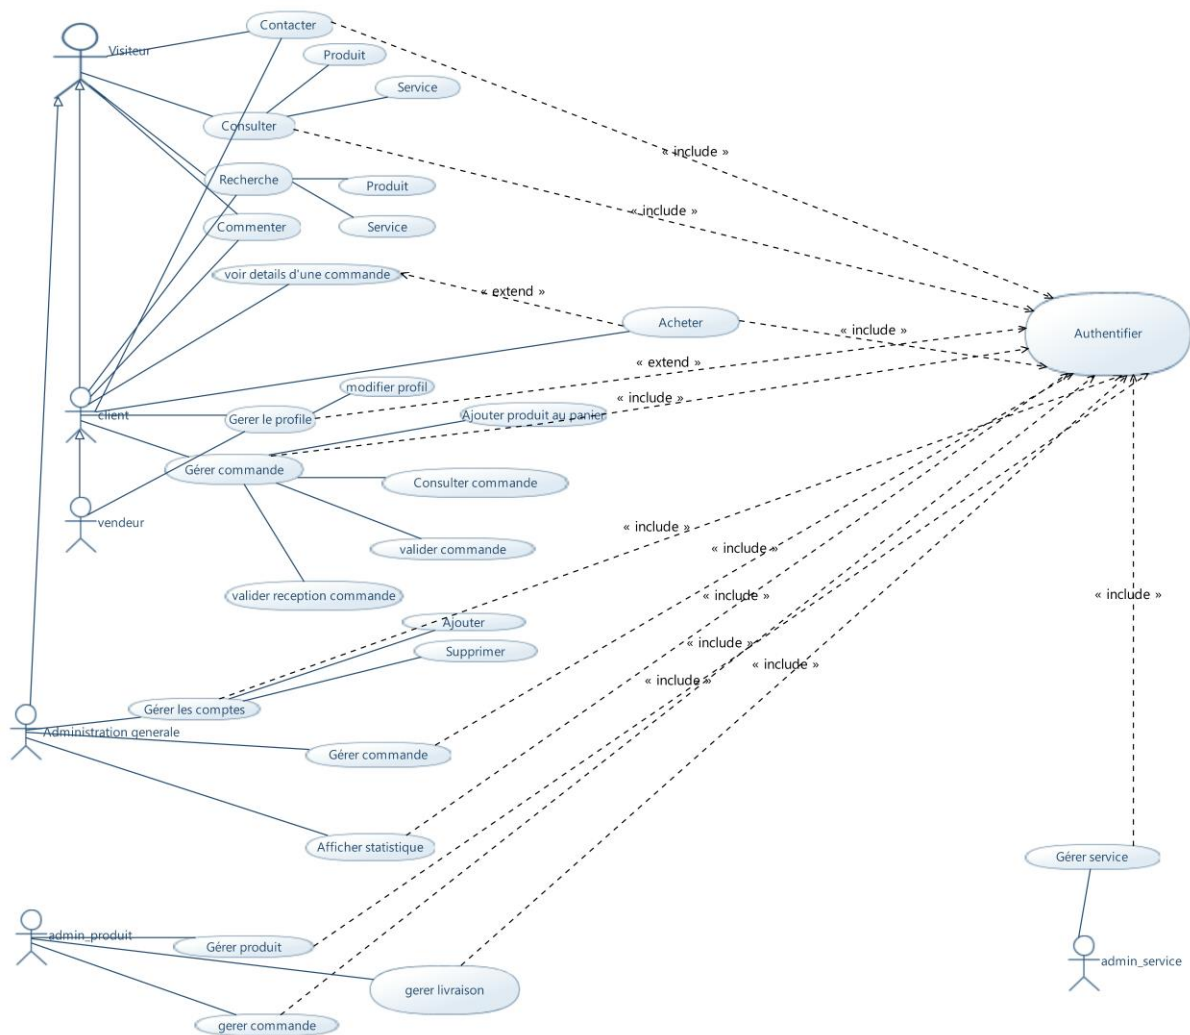 Contacter
Visiteur
Produit
Service
Consulter
« include »
Recherche
Produit
« include »
Commenter
Service
voir details d'une commande
« extend »
Acheter
« include »
Authentifier
« extend »
modifier profil
« include »
client
Gerer le profile
Ajouter produit au panier
Gérer commande
Consulter commande
vendeur
« include »
valider commande
« include »
valider reception commande
« include »
« include »
Ajouter
« include »
Supprimer
« include »
« include »
Gérer les comptes
Administration generale
Gérer commande
Afficher statistique
Gérer service
admin_produit
Gérer produit
admin_service
gerer livraison
gerer commande